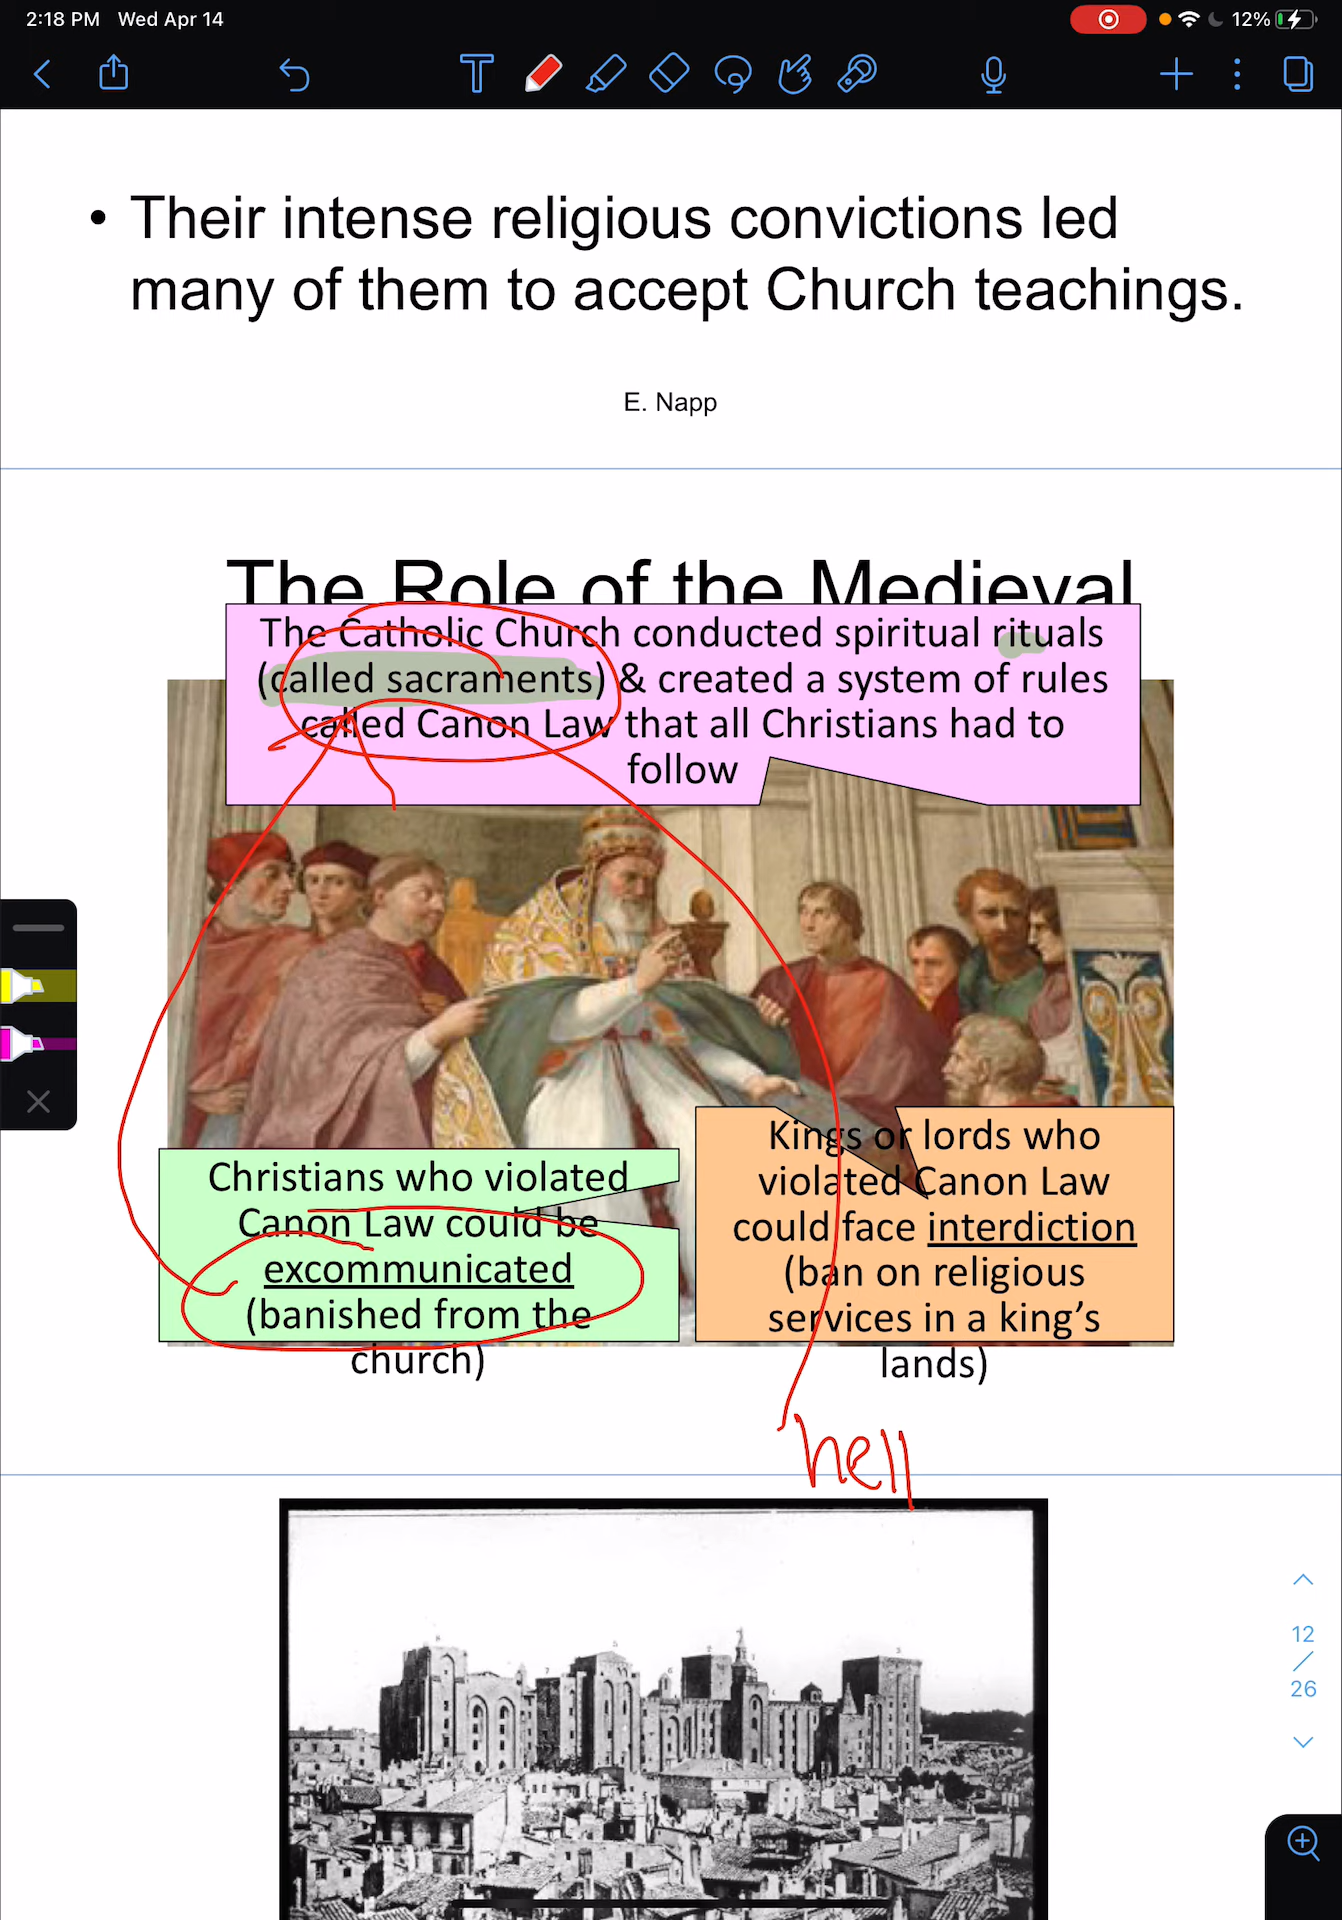 2:18 PM Wed Apr 14
12%
• Their intense religious convictions led
many of them to accept Church teachings.
E. Napp
The Role of the Medieval
The Catholic Church conducted spiritual rituals
(called sacraments) & created a system of rules
called Canon Law that all Christians had to
follow
Christians who violated
Canon Law could be
excommunicated
(banished from the
church)
Kings or lords who
violated Canon Law
could face interdiction
(ban on religious
services in a king's
lands)
hell
12
/
26